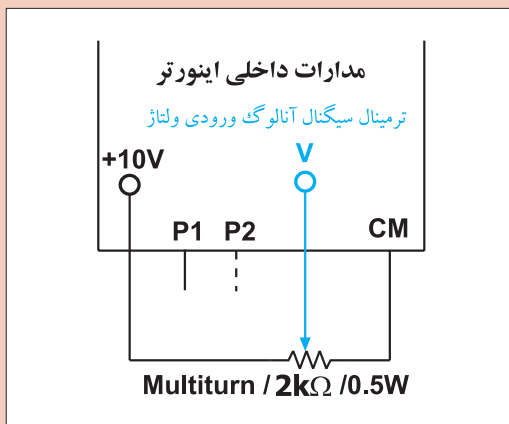 مدارات داخلی اینورتر
ترمینال سیگنال آنالوگ ورودی ولتاژ
+10V
V
P1 P2 CM
Multiturn / 2kΩ /0.5W